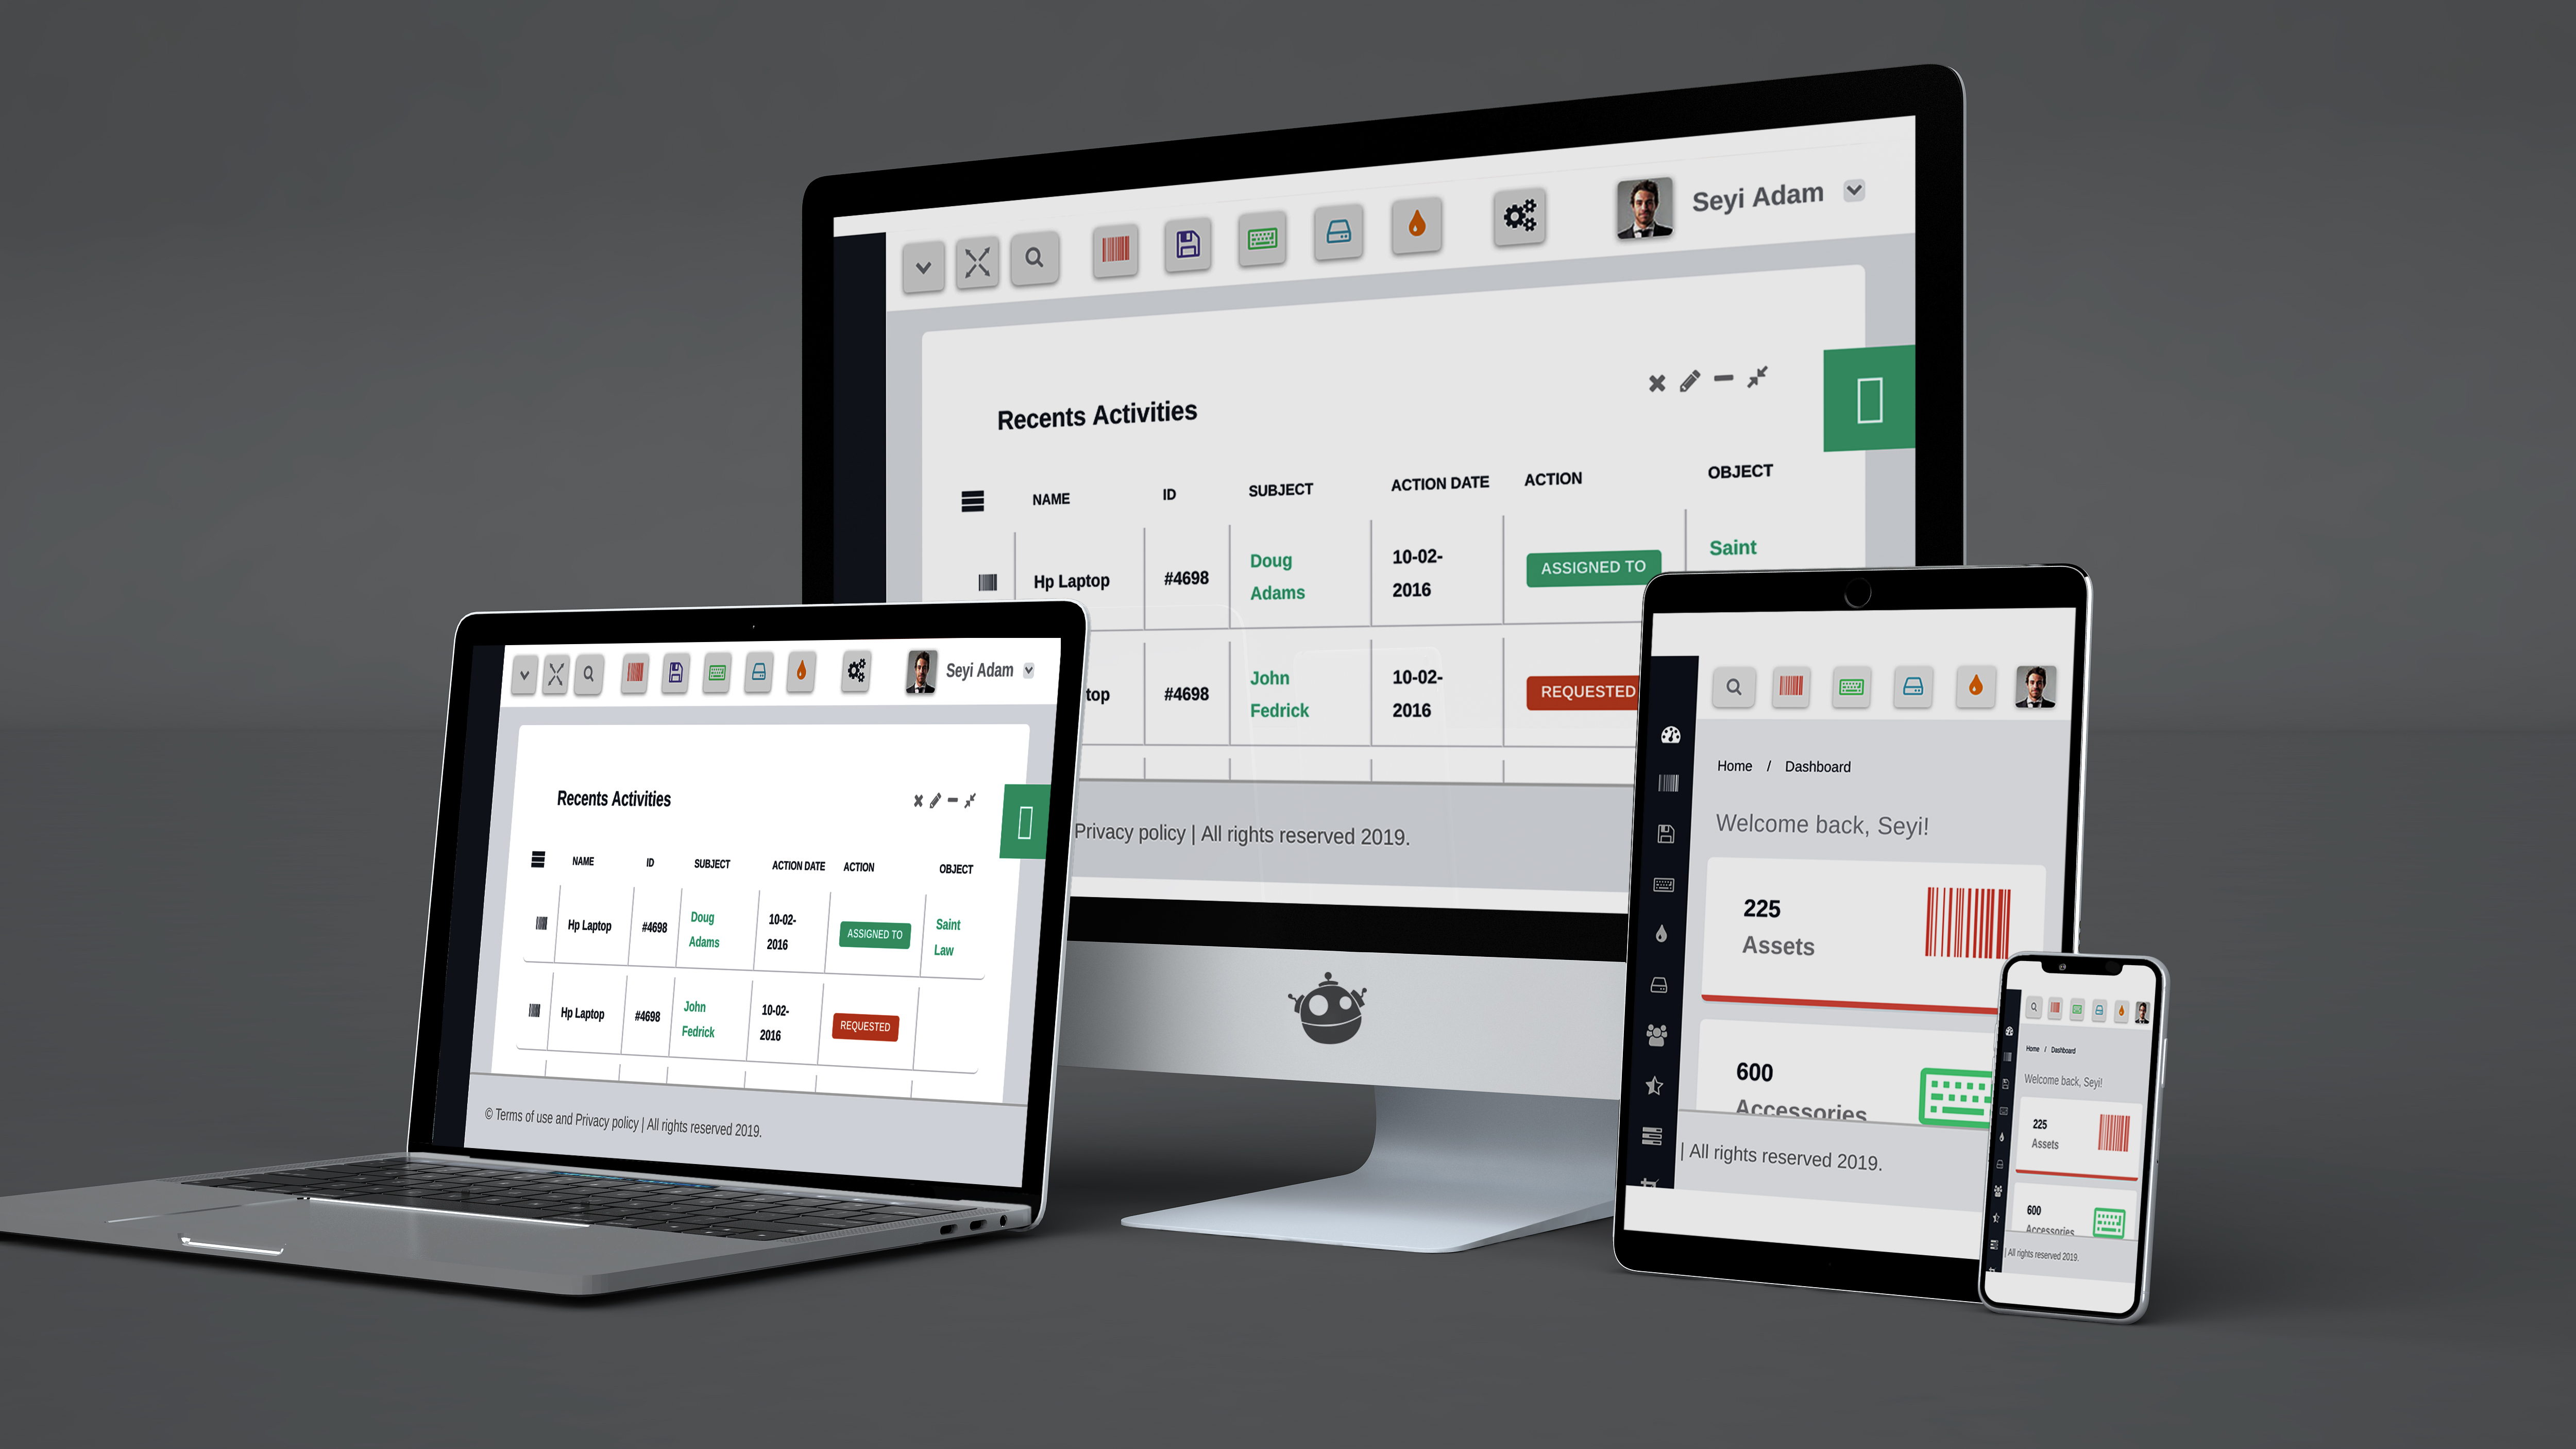 Seyi Adam
Recents Activities
NAME ID SUBJECT ACTION DATE ACTION OBJECT
Hp Laptop #4698 Doug Adams 10-02-2016 ASSIGNED TO Saint
top #4698 John Fedrick 10-02-2016 REQUESTED
Privacy policy | All rights reserved 2019.
Seyi Adam
Recents Activities
NAME ID SUBJECT ACTION DATE ACTION OBJECT
Hp Laptop #4698 Doug Adams 10-02-2016 ASSIGNED TO Saint Law
Hp Laptop #4698 John Fedrick 10-02-2016 REQUESTED
© Terms of use and Privacy policy | All rights reserved 2019.
Home / Dashboard
Welcome back, Seyi!
225
Assets
600
Accessories
| All rights reserved 2019.
Home / Dashboard
Welcome back, Seyi!
225
Assets
600
Accessories
| All rights reserved 2019.